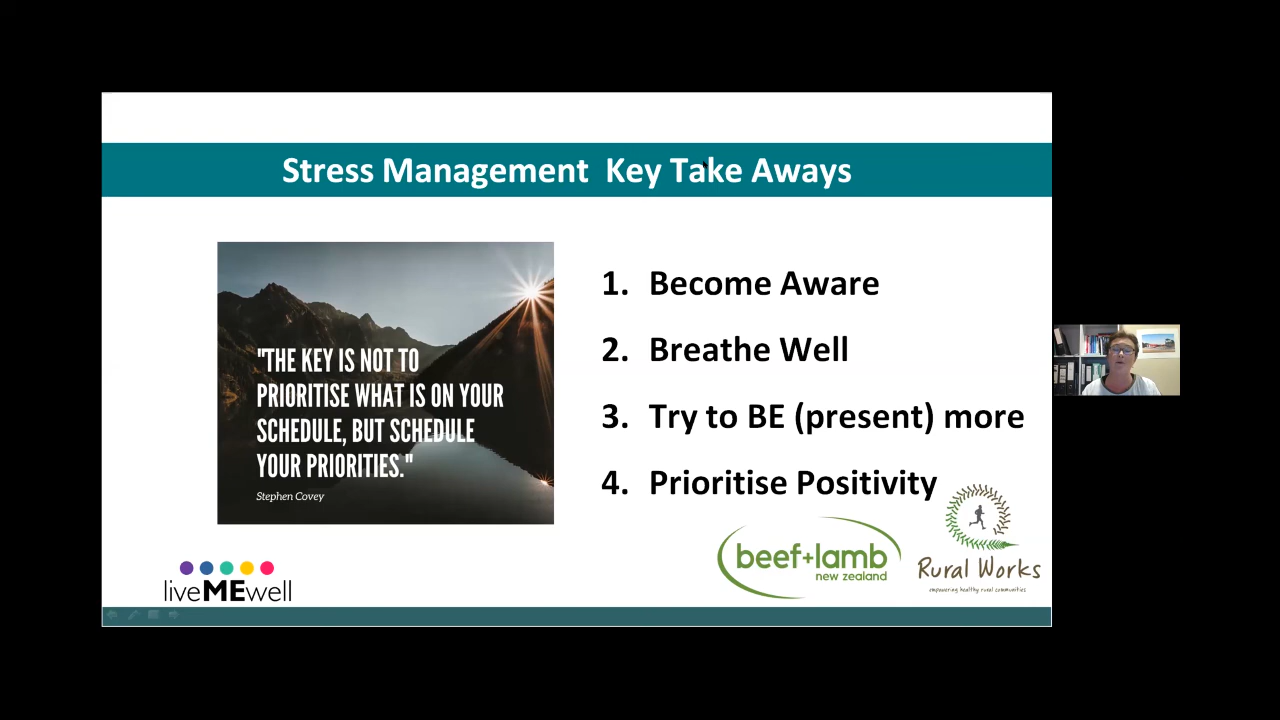 Stress Management  Key Take Aways
"THE KEY IS NOT TO
PRIORITISE WHAT IS ON YOUR
SCHEDULE, BUT SCHEDULE
YOUR PRIORITIES."
Stephen Covey
1. Become Aware
2. Breathe Well
3. Try to BE (present) more
4. Prioritise Positivity
liveMEwell
beef+lamb
new zealand
Rural Works
empowering healthy rural communities